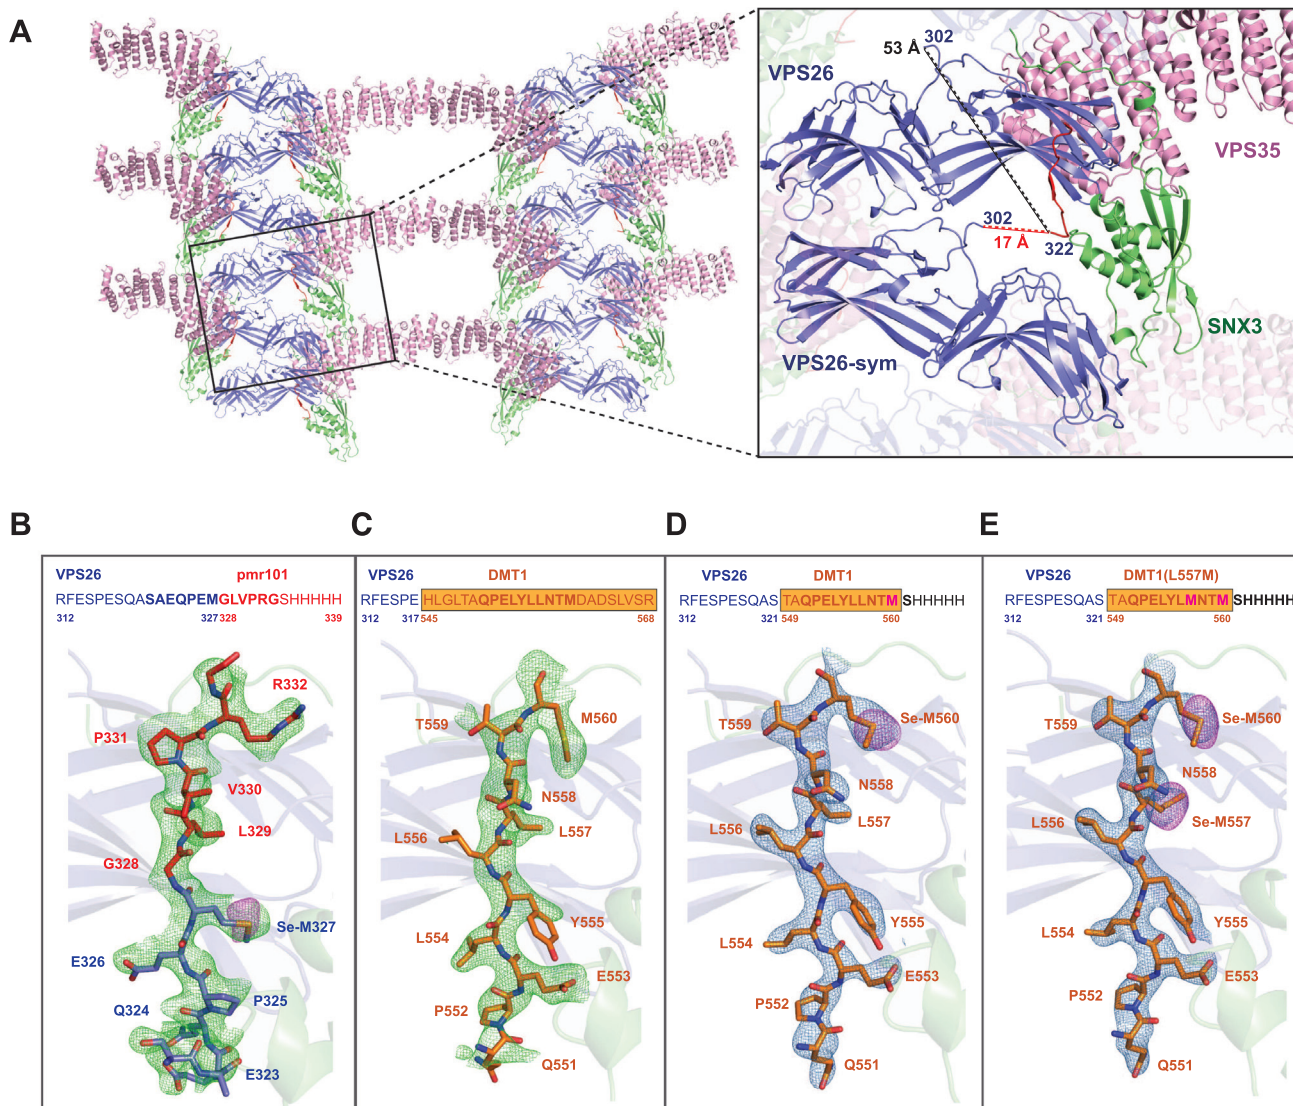 A
53 Å
302
VPS26
VPS35
302
17 Å
322
SNX3
VPS26-sym
B
C
D
E
VPS26 pmr101
RFESPESQASAEQPEMGLVPRGSHHHHH
312 327 328 339
R332
P331
V330
L329
G328
Se-M327
E326
P325
Q324
E323
VPS26 DMT1
RFESPE HLGLTAQPELYLLNTMDADSLVSR
312 317 545 568
T559
M560
N558
L557
L556
Y555
L554
E553
P552
Q551
VPS26 DMT1
RFESPESQAS TAQPELYLLNTM SHHHHH
312 321 549 560
T559
Se-M560
N558
L557
L556
Y555
L554
E553
P552
Q551
VPS26 DMT1(L557M)
RFESPESQAS TAQPELYLMNTM SHHHHH
312 321 549 560
T559
Se-M560
N558
L556
Se-M557
Y555
L554
E553
P552
Q551